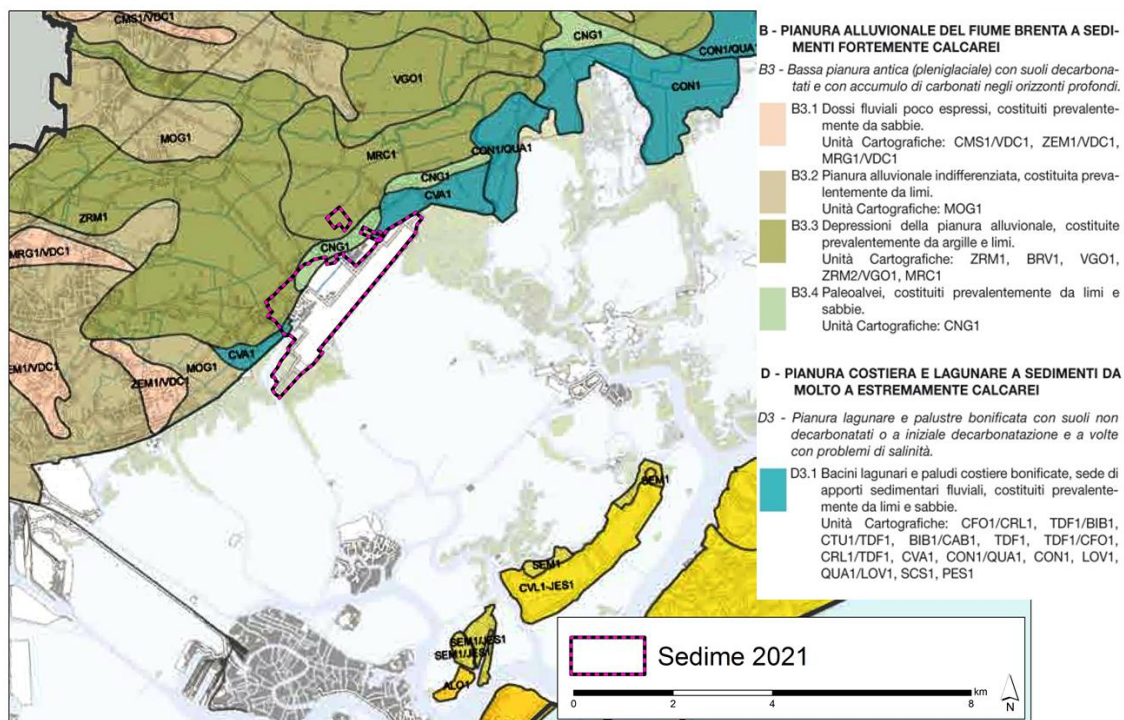 CMS1/VDC1
CNG1
CON1/QUA1
VGO1
CON1
MOG1
CON1/QUA1
MRC1
CNG1
CVA1
ZRM1
MRG1/VDC1
CNG1
CVA1
MOG1
EM1/VDC1
ZEM1/VDC1
SEM1
SEM1
CVL1-JES1
SEM1/JES1
SEM1/JES1
ALO1
B - PIANURA ALLUVIONALE DEL FIUME BRENTA A SEDI-
MENTI FORTEMENTE CALCAREI
B3 - Bassa pianura antica (pleniglaciale) con suoli decarbona-
tati e con accumulo di carbonati negli orizzonti profondi.
B3.1 Dossi fluviali poco espressi, costituiti prevalente-
mente da sabbie.
Unità Cartografiche: CMS1/VDC1, ZEM1/VDC1,
MRG1/VDC1
B3.2 Pianura alluvionale indifferenziata, costituita preva-
lentemente da limi.
Unità Cartografiche: MOG1
B3.3 Depressioni della pianura alluvionale, costituite
prevalentemente da argille e limi.
Unità Cartografiche: ZRM1, BRV1, VGO1,
ZRM2/VGO1, MRC1
B3.4 Paleoalvei, costituiti prevalentemente da limi e
sabbie.
Unità Cartografiche: CNG1
D - PIANURA COSTIERA E LAGUNARE A SEDIMENTI DA
MOLTO A ESTREMAMENTE CALCAREI
D3 - Pianura lagunare e palustre bonificata con suoli non
decarbonatati o a iniziale decarbonatazione e a volte
con problemi di salinità.
D3.1 Bacini lagunari e paludi costiere bonificate, sede di
apporti sedimentari fluviali, costituiti prevalente-
mente da limi e sabbie.
Unità Cartografiche: CFO1/CRL1, TDF1/BIB1,
CTU1/TDF1, BIB1/CAB1, TDF1, TDF1/CFO1,
CRL1/TDF1, CVA1, CON1/QUA1, CON1, LOV1,
QUA1/LOV1, SCS1, PES1
Sedime 2021
km
0 2 4 8
N